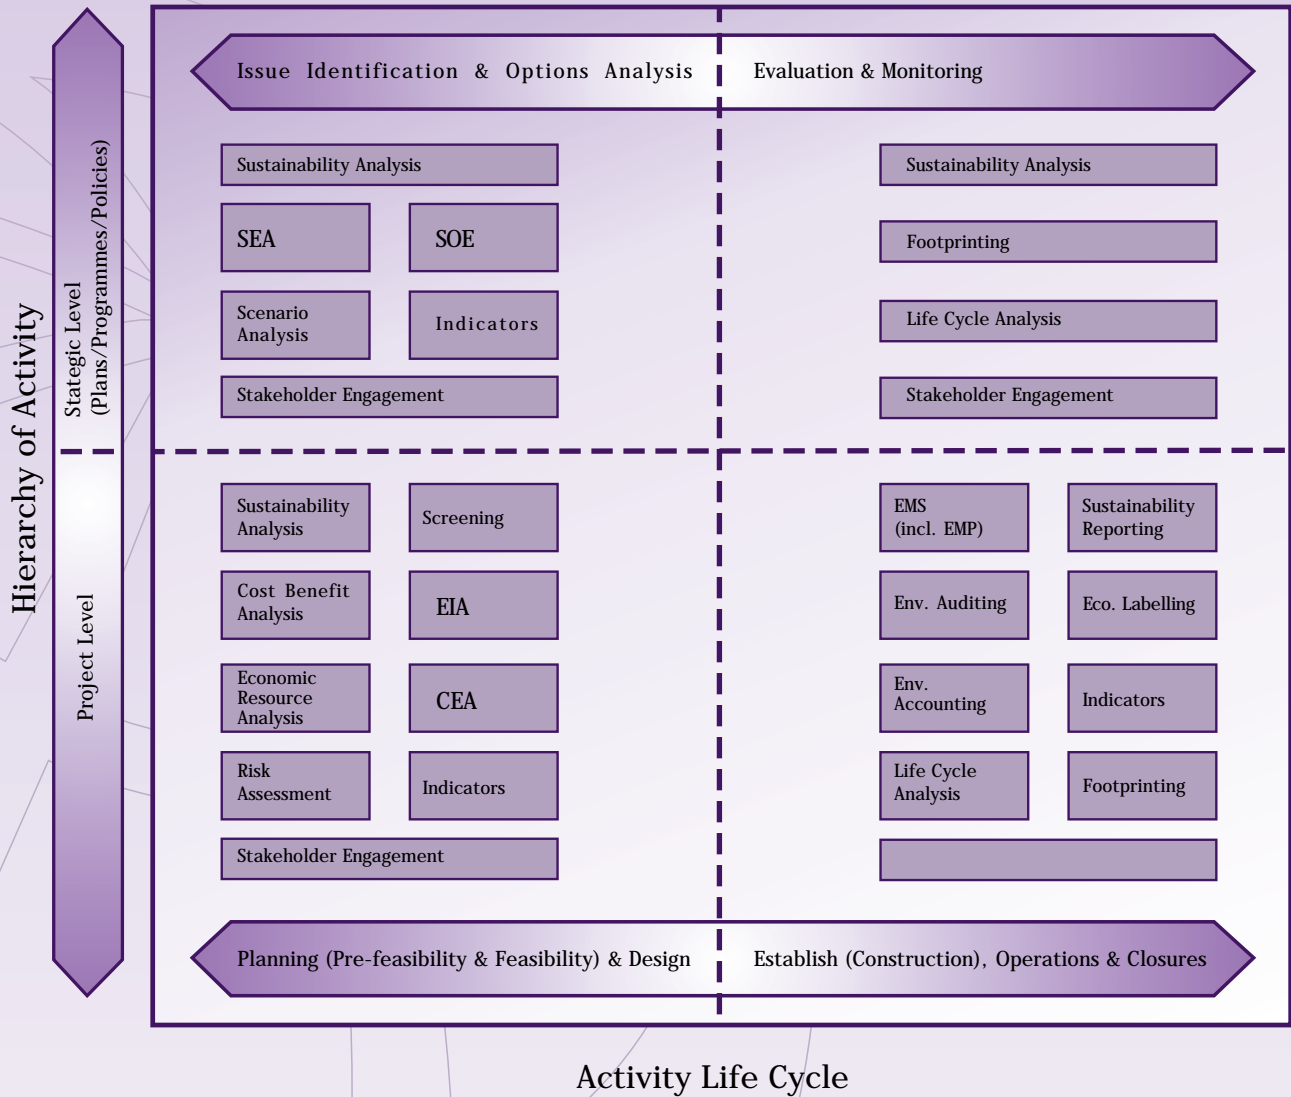 Issue Identification & Options Analysis
Evaluation & Monitoring
Sustainability Analysis
SEA
SOE
Scenario
Analysis
Indicators
Stakeholder Engagement
Sustainability Analysis
Footprinting
Life Cycle Analysis
Stakeholder Engagement
Hierarchy of Activity
Stategic Level
(Plans/Programmes/Policies)
Project Level
Sustainability
Analysis
Screening
Cost Benefit
Analysis
EIA
Economic
Resource
Analysis
CEA
Risk
Assessment
Indicators
Stakeholder Engagement
EMS
(incl. EMP)
Sustainability
Reporting
Env. Auditing
Eco. Labelling
Env.
Accounting
Indicators
Life Cycle
Analysis
Footprinting
Planning (Pre-feasibility & Feasibility) & Design
Establish (Construction), Operations & Closures
Activity Life Cycle